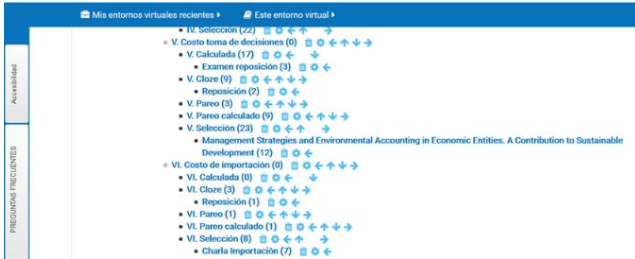 Mis entornos virtuales recientes
Este entorno virtual
IV. Selección (22)
V. Costo toma de decisiones (0)
V. Calculada (17)
Examen reposición (3)
V. Cloze (9)
Reposición (2)
V. Pareo (3)
V. Pareo calculado (9)
V. Selección (23)
Management Strategies and Environmental Accounting in Economic Entities. A Contribution to Sustainable
Development (12)
VI. Costo de importación (0)
VI. Calculada (0)
VI. Cloze (3)
Reposición (1)
VI. Pareo (1)
VI. Pareo calculado (1)
VI. Selección (8)
Charla Importación (7)
Accesibilidad
PREGUNTAS FRECUENTES